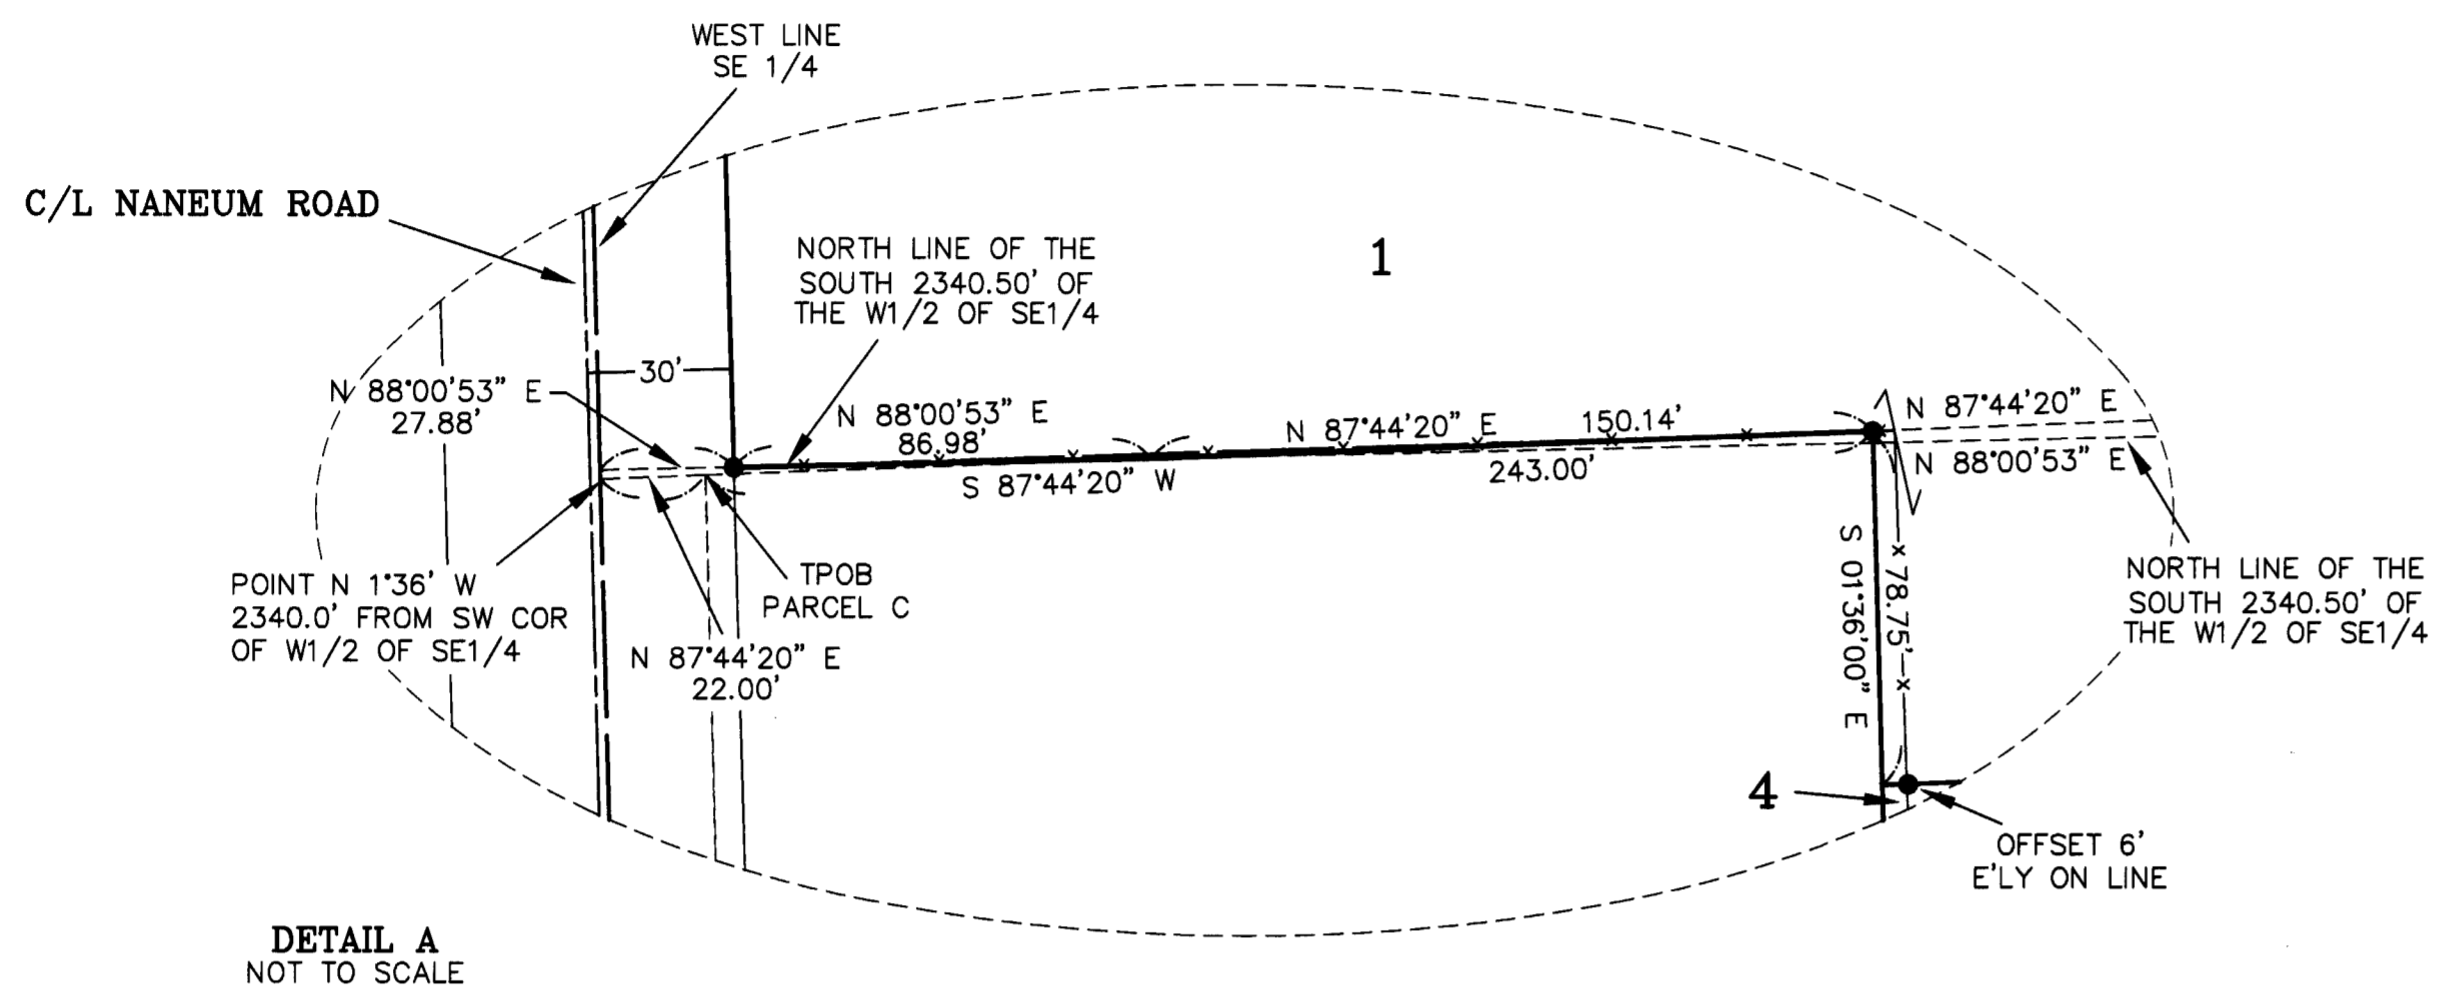 WEST LINE
SE 1/4
C/L NANEUM ROAD
NORTH LINE OF THE
SOUTH 2340.50' OF
THE W1/2 OF SE1/4
1
30'
N 88°00'53" E
27.88'
N 88°00'53" E
86.98'
N 87°44'20" E
150.14'
N 87°44'20" E
S 87°44'20" W
243.00'
N 88°00'53" E
POINT N 1°36' W
2340.0' FROM SW COR
OF W1/2 OF SE1/4
TPOB
PARCEL C
N 87°44'20" E
22.00'
S 01°36'00" E
x 78.75' x
NORTH LINE OF THE
SOUTH 2340.50' OF
THE W1/2 OF SE1/4
4
OFFSET 6'
E'LY ON LINE
DETAIL A
NOT TO SCALE